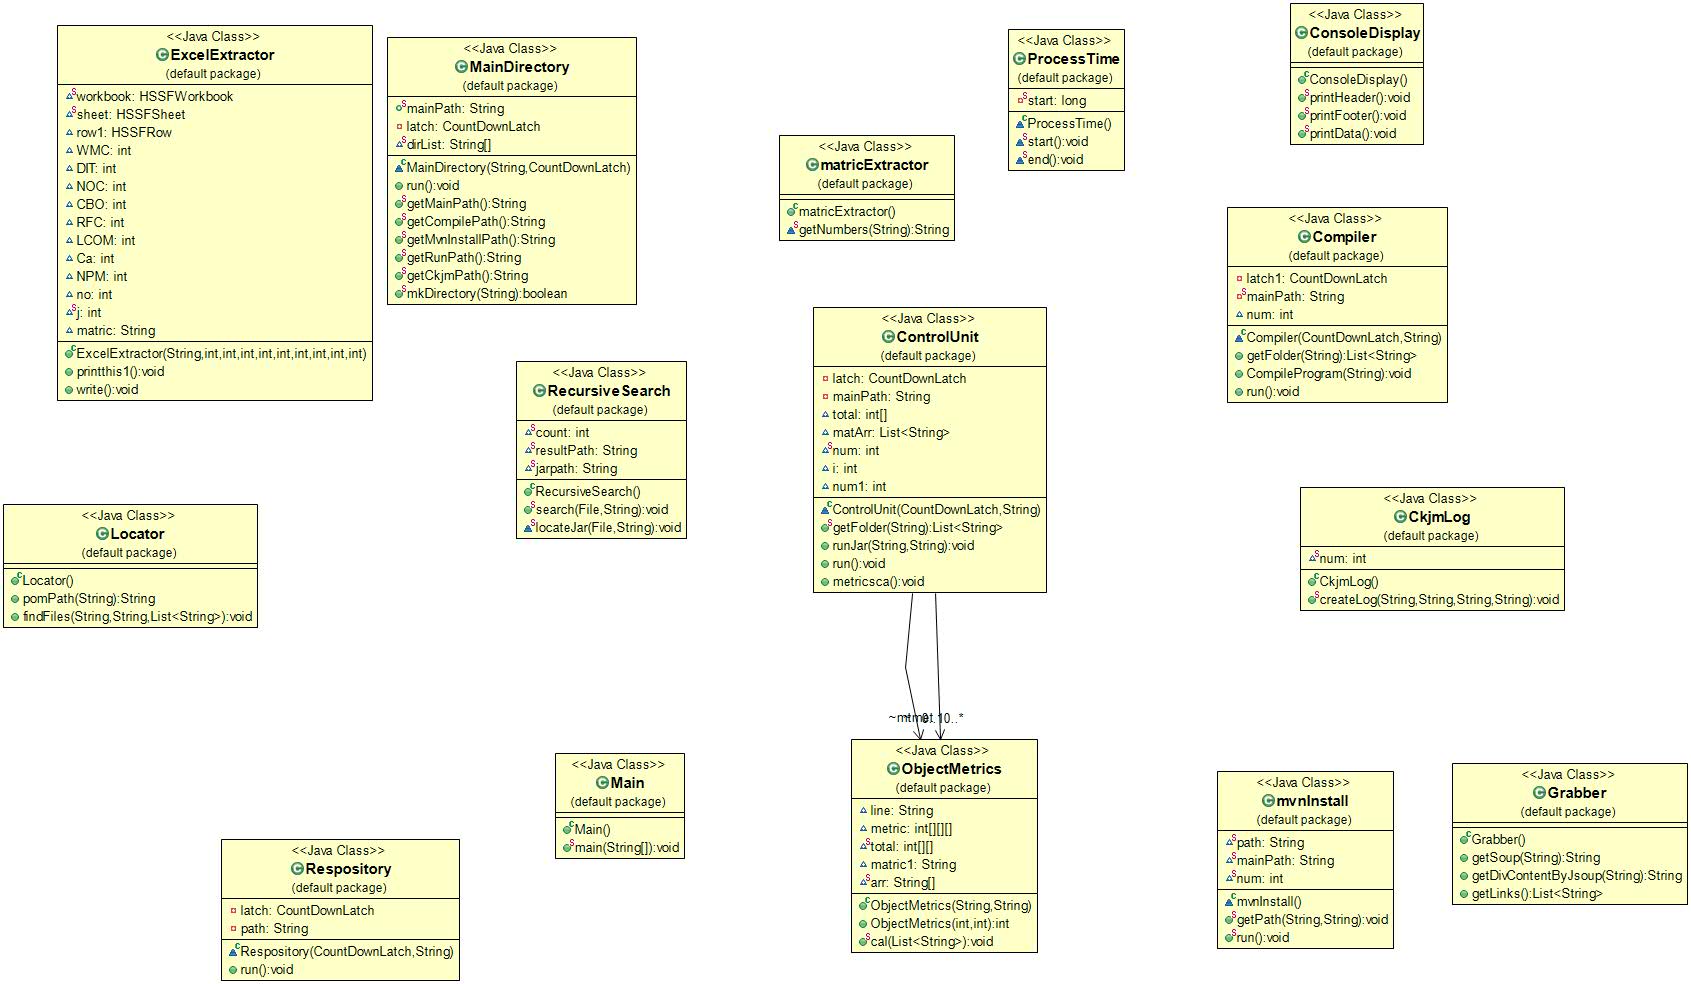 <<Java Class>>
ExcelExtractor
(default package)
workbook: HSSFWorkbook
sheet: HSSFSheet
row1: HSSFRow
WMC: int
DIT: int
NOC: int
CBO: int
RFC: int
LCOM: int
Ca: int
NPM: int
no: int
j: int
matric: String
ExcelExtractor(String,int,int,int,int,int,int,int,int,int)
printthis1():void
write():void
<<Java Class>>
MainDirectory
(default package)
mainPath: String
latch: CountDownLatch
dirList: String[]
MainDirectory(String,CountDownLatch)
run():void
getMainPath():String
getCompilePath():String
getMvnInstallPath():String
getRunPath():String
getCkjmPath():String
mkDirectory(String):boolean
<<Java Class>>
ProcessTime
(default package)
start: long
ProcessTime()
start():void
end():void
<<Java Class>>
ConsoleDisplay
(default package)
ConsoleDisplay()
printHeader():void
printFooter():void
printData():void
<<Java Class>>
matricExtractor
(default package)
matricExtractor()
getNumbers(String):String
<<Java Class>>
Compiler
(default package)
latch1: CountDownLatch
mainPath: String
num: int
Compiler(CountDownLatch,String)
getFolder(String):List<String>
CompileProgram(String):void
run():void
<<Java Class>>
RecursiveSearch
(default package)
count: int
resultPath: String
jarpath: String
RecursiveSearch()
search(File,String):void
locateJar(File,String):void
<<Java Class>>
ControlUnit
(default package)
latch: CountDownLatch
mainPath: String
total: int[]
matArr: List<String>
num: int
i: int
num1: int
ControlUnit(CountDownLatch,String)
getFolder(String):List<String>
runJar(String,String):void
run():void
metricsca():void
<<Java Class>>
Locator
(default package)
Locator()
pomPath(String):String
findFiles(String,String,List<String>):void
<<Java Class>>
CkjmLog
(default package)
num: int
CkjmLog()
createLog(String,String,String,String):void
<<Java Class>>
Main
(default package)
Main()
main(String[]):void
<<Java Class>>
ObjectMetrics
(default package)
line: String
metric: int[][][]
total: int[][]
matric1: String
arr: String[]
ObjectMetrics(String,String)
ObjectMetrics(int,int):int
cal(List<String>):void
<<Java Class>>
mvnInstall
(default package)
path: String
mainPath: String
num: int
mvnInstall()
getPath(String,String):void
run():void
<<Java Class>>
Grabber
(default package)
Grabber()
getSoup(String):String
getDivContentByJsoup(String):String
getLinks():List<String>
<<Java Class>>
Respository
(default package)
latch: CountDownLatch
path: String
Respository(CountDownLatch,String)
run():void